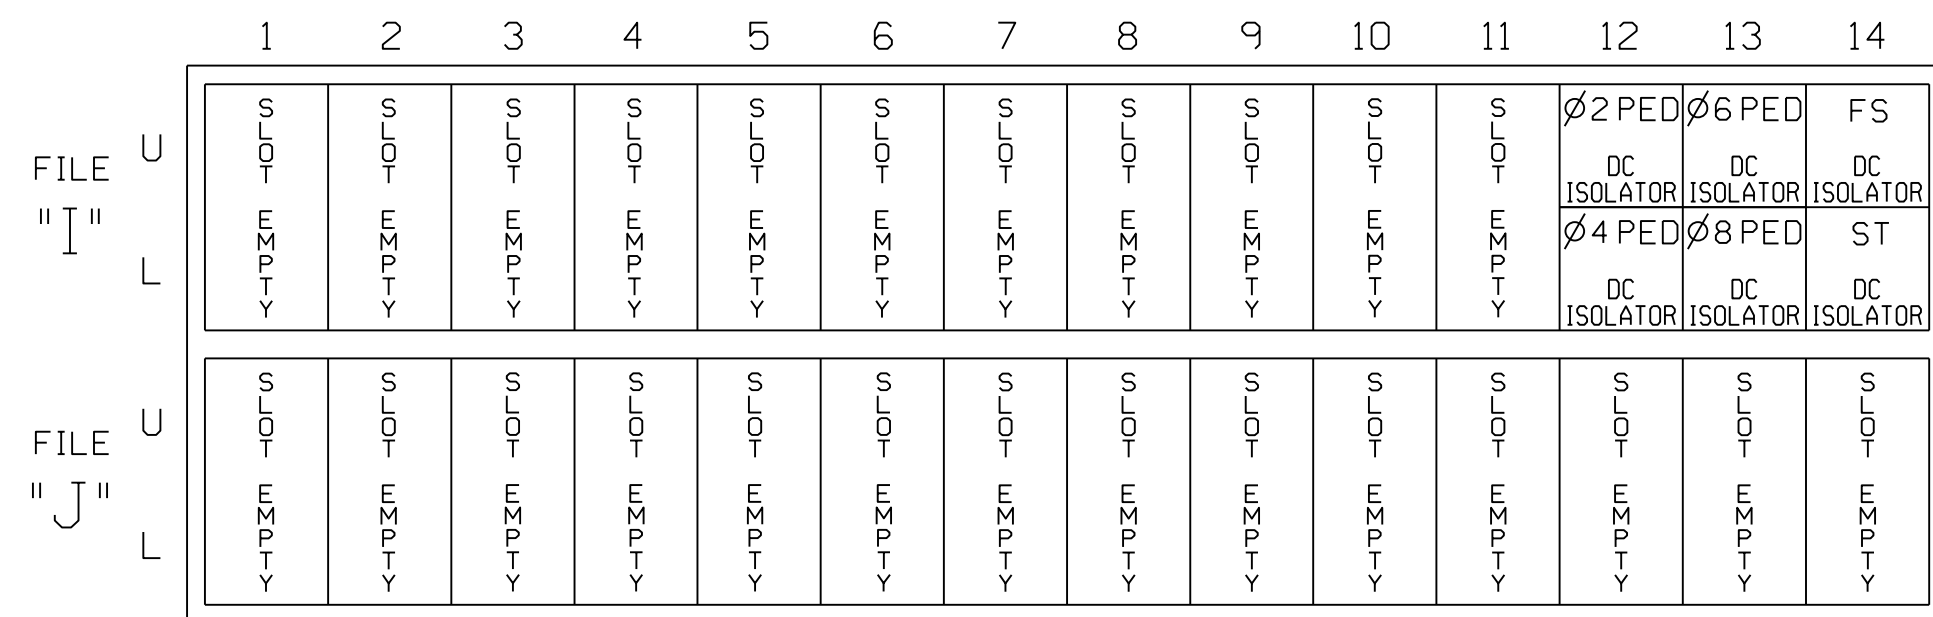 1 2 3 4 5 6 7 8 9 10 11 12 13 14
FILE "I"
U
L
SLOT EMPTY SLOT EMPTY SLOT EMPTY SLOT EMPTY SLOT EMPTY SLOT EMPTY SLOT EMPTY SLOT EMPTY SLOT EMPTY SLOT EMPTY SLOT EMPTY
Ø2 PED Ø6 PED FS
DC DC DC
ISOLATOR ISOLATOR ISOLATOR
Ø4 PED Ø8 PED ST
DC DC DC
ISOLATOR ISOLATOR ISOLATOR
FILE "J"
U
L
SLOT EMPTY SLOT EMPTY SLOT EMPTY SLOT EMPTY SLOT EMPTY SLOT EMPTY SLOT EMPTY SLOT EMPTY SLOT EMPTY SLOT EMPTY SLOT EMPTY SLOT EMPTY SLOT EMPTY SLOT EMPTY